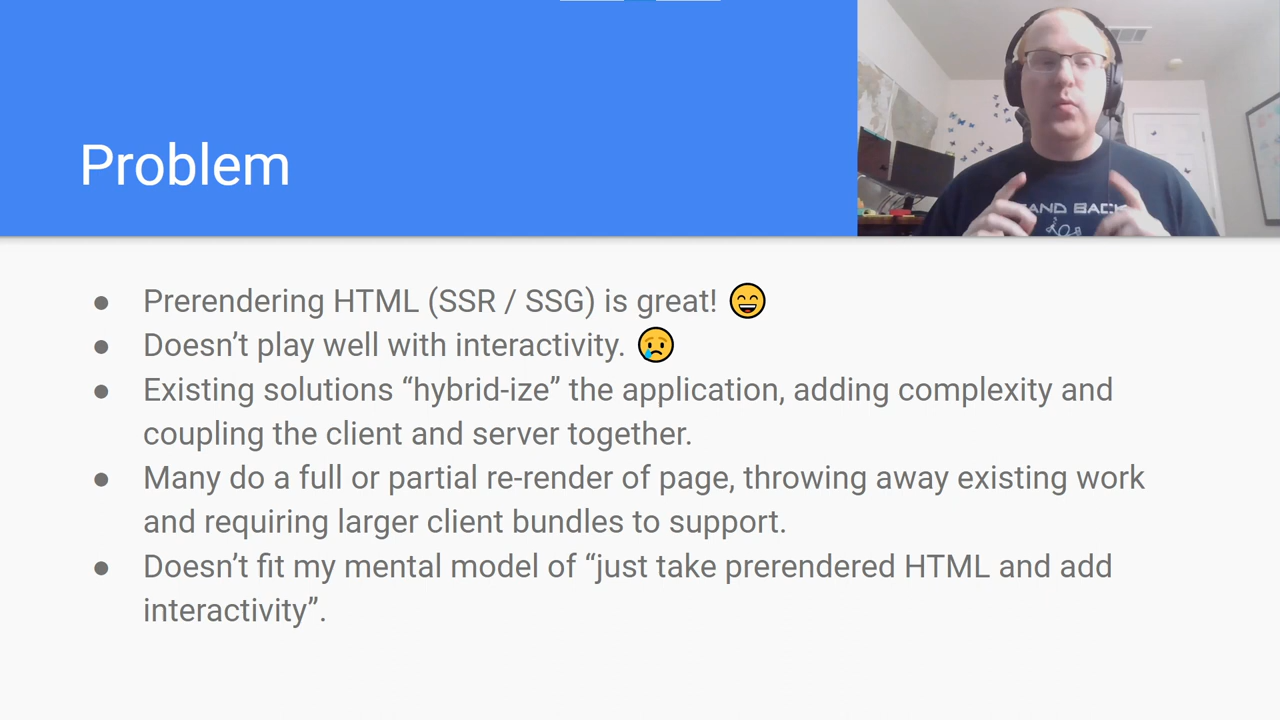 Problem
AND BACK
● Prerendering HTML (SSR / SSG) is great! 😄
● Doesn’t play well with interactivity. 😢
● Existing solutions “hybrid-ize” the application, adding complexity and
coupling the client and server together.
● Many do a full or partial re-render of page, throwing away existing work
and requiring larger client bundles to support.
● Doesn’t fit my mental model of “just take prerendered HTML and add
interactivity”.